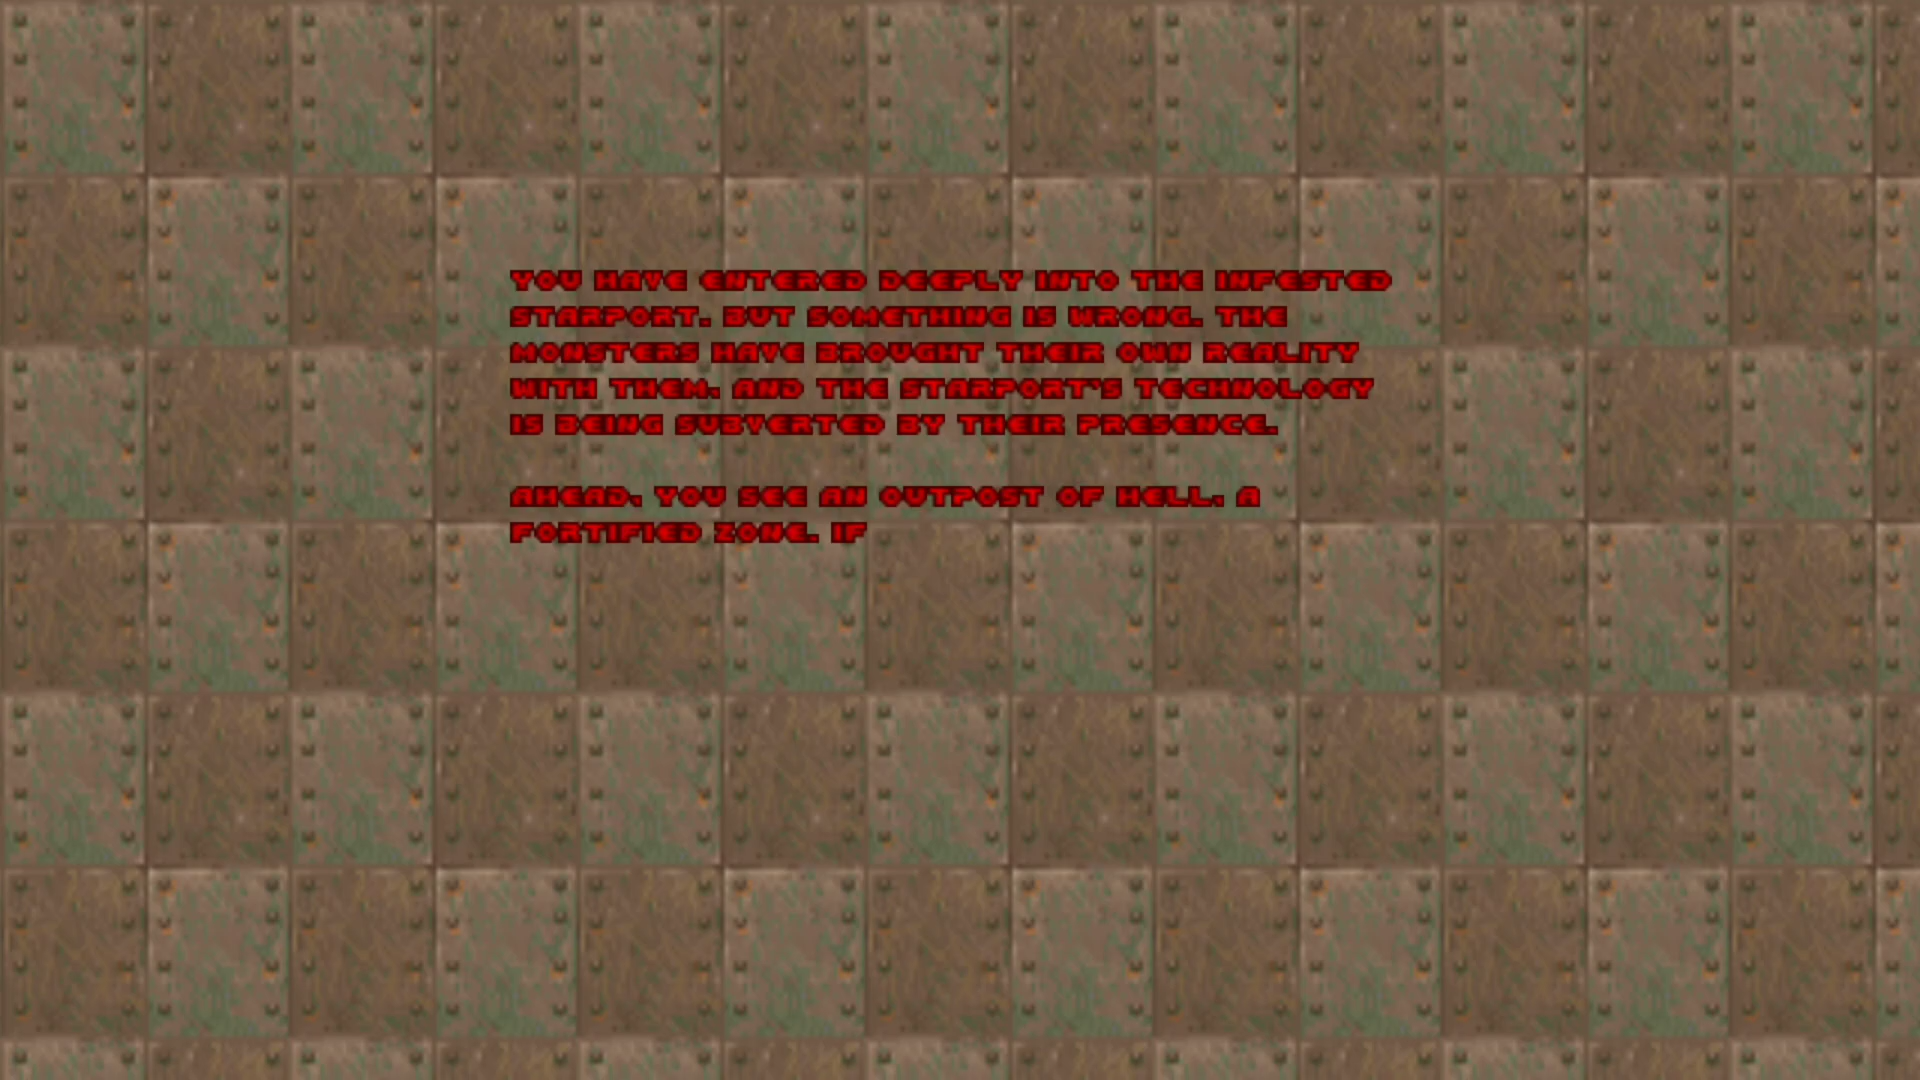 YOU HAVE ENTERED DEEPLY INTO THE INFESTED
STARPORT. BUT SOMETHING IS WRONG. THE
MONSTERS HAVE BROUGHT THEIR OWN REALITY
WITH THEM, AND THE STARPORT'S TECHNOLOGY
IS BEING SUBVERTED BY THEIR PRESENCE.
AHEAD, YOU SEE AN OUTPOST OF HELL, A
FORTIFIED ZONE. IF